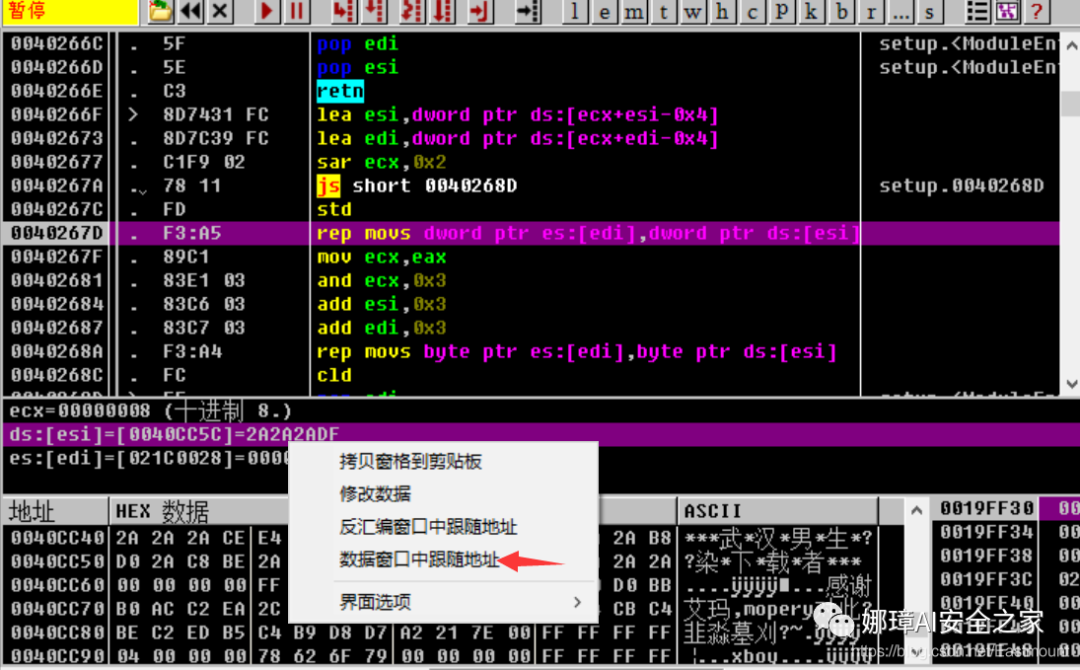 暂停
l e m t w h c p k b r ... s ?
0040266C . 5F pop edi setup.<ModuleEn
0040266D . 5E pop esi setup.<ModuleEn
0040266E . C3 retn
0040266F > 8D7431 FC lea esi,dword ptr ds:[ecx+esi-0x4]
00402673 . 8D7C39 FC lea edi,dword ptr ds:[ecx+edi-0x4]
00402677 . C1F9 02 sar ecx,0x2
0040267A . 78 11 js short 0040268D setup.0040268D
0040267C . FD std
0040267D . F3:A5 rep movs dword ptr es:[edi],dword ptr ds:[esi]
0040267F . 89C1 mov ecx,eax
00402681 . 83E1 03 and ecx,0x3
00402684 . 83C6 03 add esi,0x3
00402687 . 83C7 03 add edi,0x3
0040268A . F3:A4 rep movs byte ptr es:[edi],byte ptr ds:[esi]
0040268C . FC cld
ecx=00000008 (十进制 8.)
ds:[esi]=[0040CC5C]=2A2A2ADF
es:[edi]=[021C0028]=0000
拷贝窗格到剪贴板
修改数据
反汇编窗口中跟随地址
数据窗口中跟随地址
界面选项
地址 HEX 数据 ASCII
0040CC40 2A 2A 2A CE E4 2A B8 ***武*汉*男*生*?
0040CC50 D0 2A C8 BE 2A 2A 2A ?染*下*载*者***
0040CC60 00 00 00 00 FF D0 BB ....ÿÿÿÿ∎...感谢
0040CC70 B0 AC C2 EA 2C CB C4 艾玛,mopery
0040CC80 BE C2 ED B5 C4 B9 D8 D7 A2 21 7E 00 FF FF FF FF
0040CC90 04 00 00 00 78 62 6F 79 00 00 00 00 FF FF FF FF ...xboy....ÿÿÿÿ
0019FF30 00
0019FF34 00
0019FF38 00
0019FF3C 02
0019FF40
娜璋AI安全之家